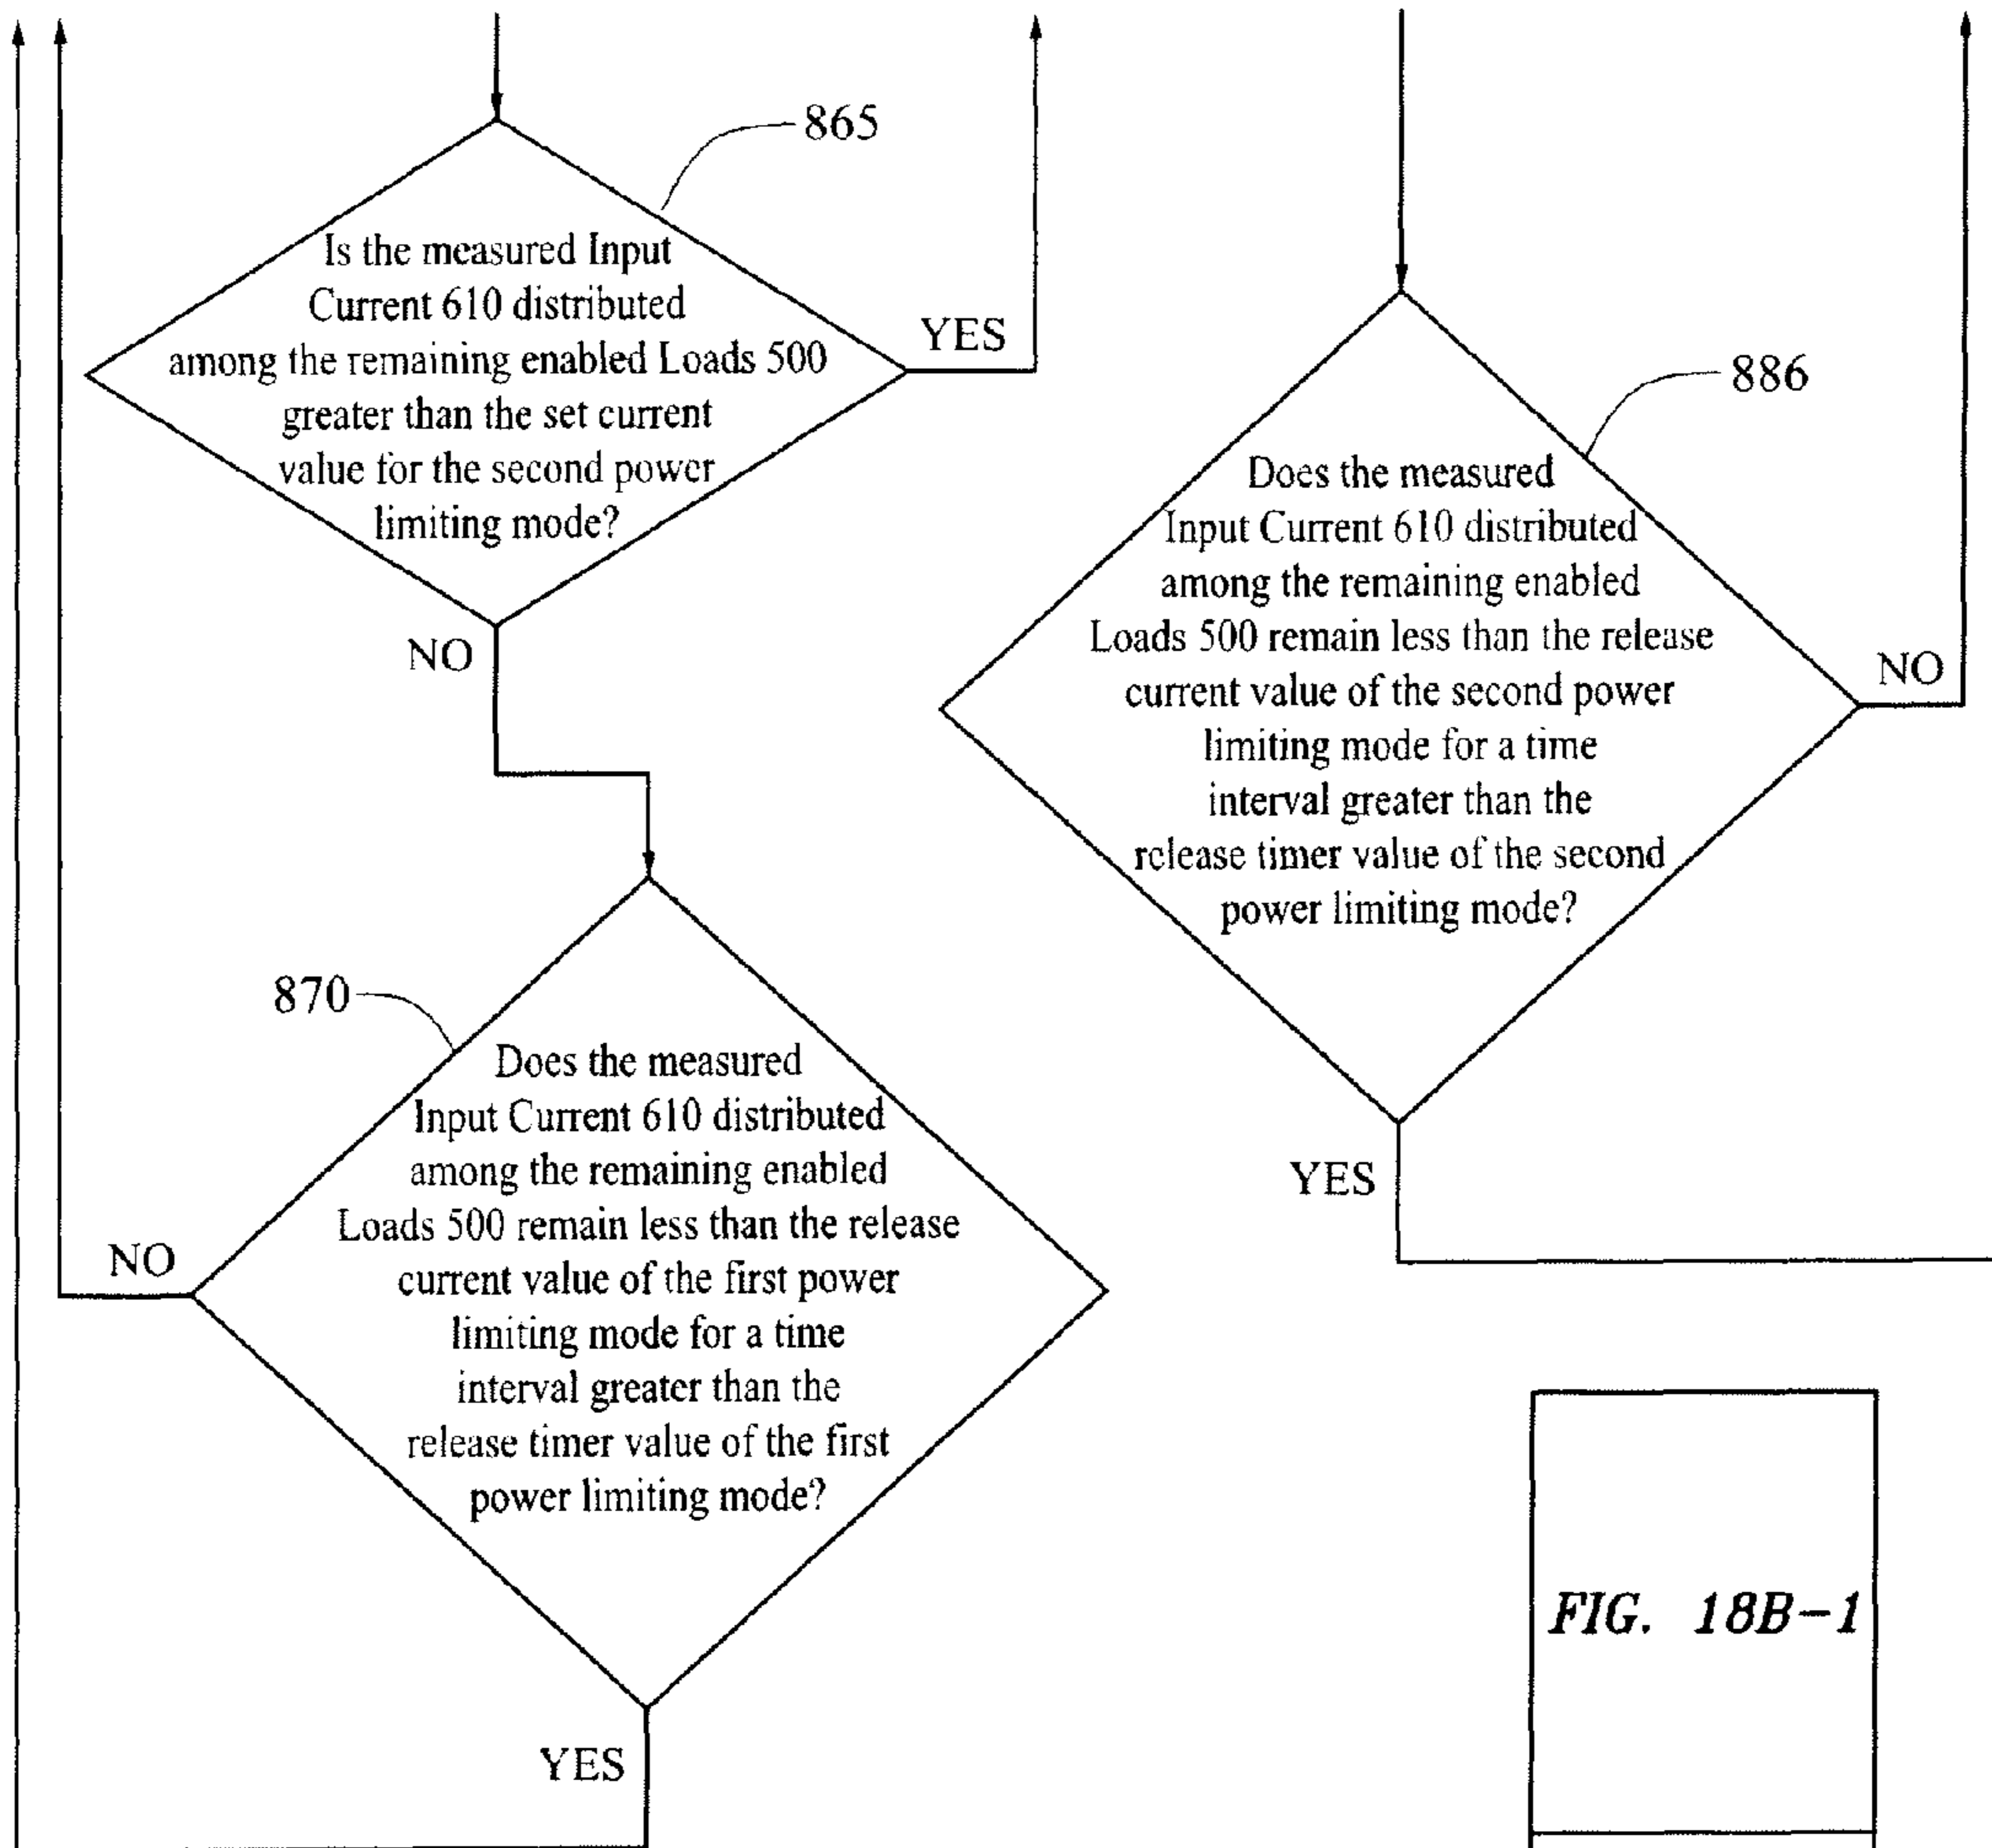 865
Is the measured Input
Current 610 distributed
among the remaining enabled Loads 500
greater than the set current
value for the second power
limiting mode?
YES
NO
886
Does the measured
Input Current 610 distributed
among the remaining enabled
Loads 500 remain less than the release
current value of the second power
limiting mode for a time
interval greater than the
release timer value of the second
power limiting mode?
NO
YES
870
Does the measured
Input Current 610 distributed
among the remaining enabled
Loads 500 remain less than the release
current value of the first power
limiting mode for a time
interval greater than the
release timer value of the first
power limiting mode?
NO
YES
FIG. 18B-1